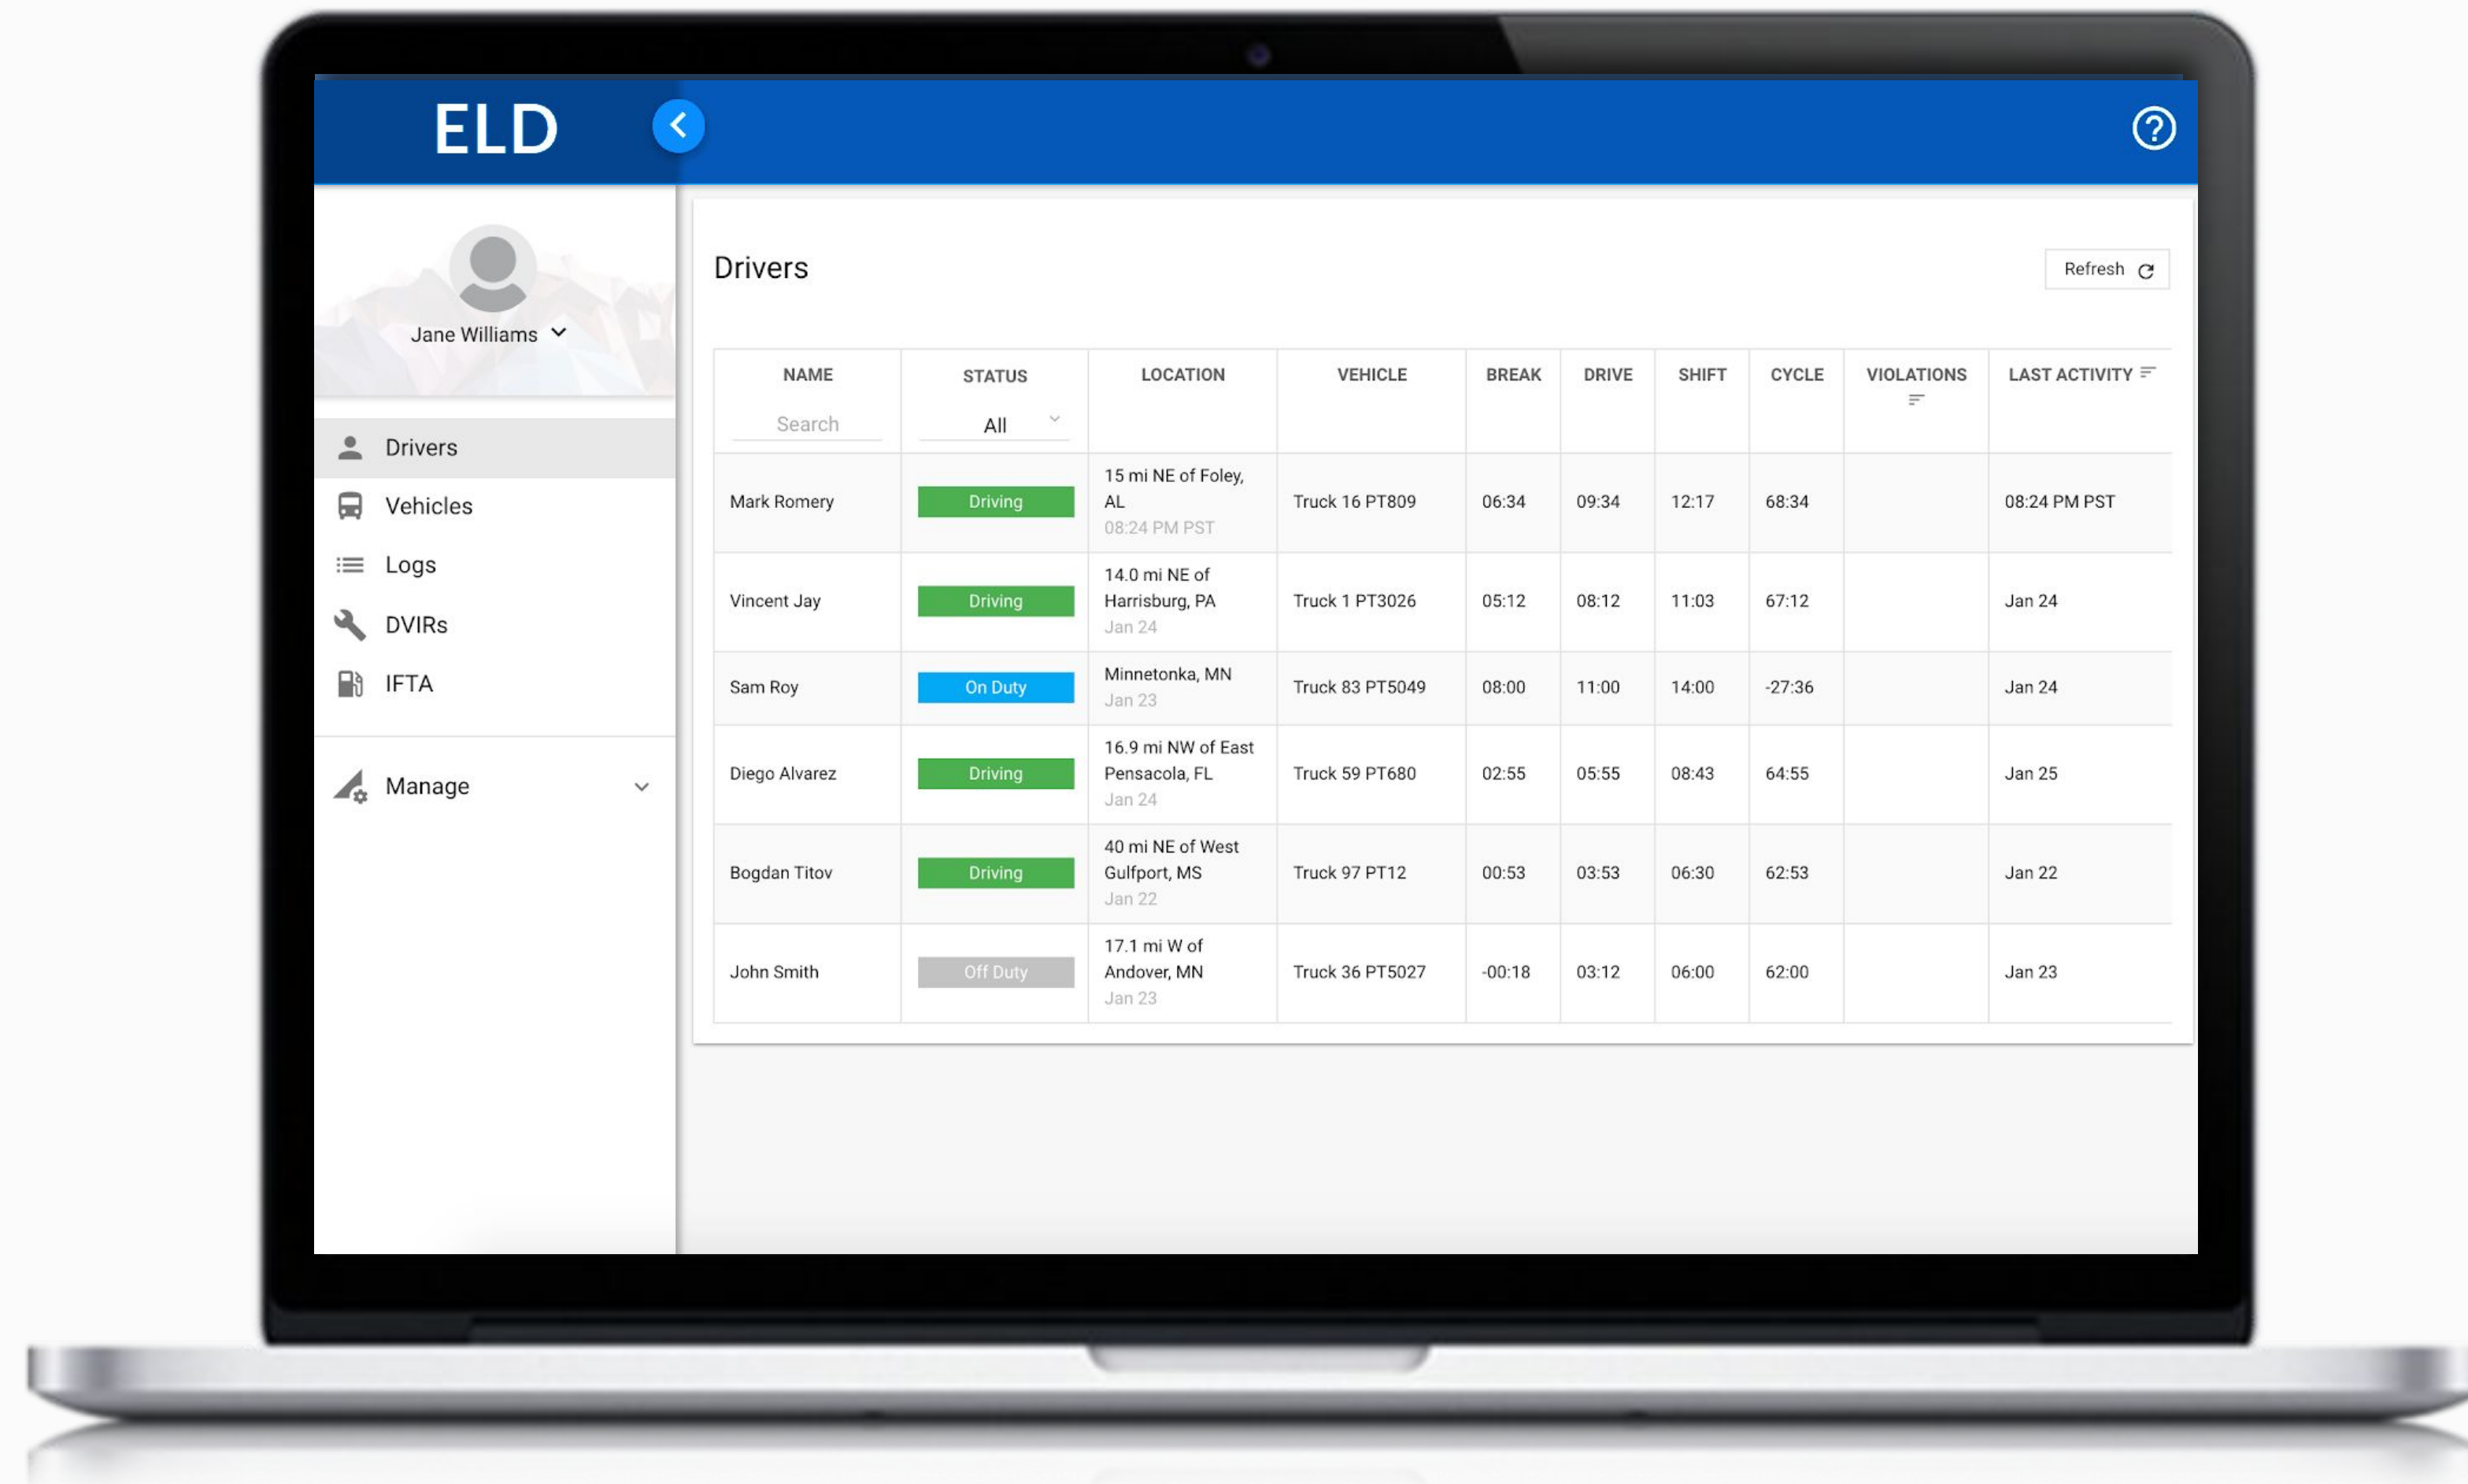 ELD
Jane Williams
Drivers
Vehicles
Logs
DVIRs
IFTA
Manage
Drivers
Refresh
NAME STATUS LOCATION VEHICLE BREAK DRIVE SHIFT CYCLE VIOLATIONS LAST ACTIVITY
Search All
Mark Romery Driving 15 mi NE of Foley,
AL
08:24 PM PST Truck 16 PT809 06:34 09:34 12:17 68:34 08:24 PM PST
Vincent Jay Driving 14.0 mi NE of
Harrisburg, PA
Jan 24 Truck 1 PT3026 05:12 08:12 11:03 67:12 Jan 24
Sam Roy On Duty Minnetonka, MN
Jan 23 Truck 83 PT5049 08:00 11:00 14:00 -27:36 Jan 24
Diego Alvarez Driving 16.9 mi NW of East
Pensacola, FL
Jan 24 Truck 59 PT680 02:55 05:55 08:43 64:55 Jan 25
Bogdan Titov Driving 40 mi NE of West
Gulfport, MS
Jan 22 Truck 97 PT12 00:53 03:53 06:30 62:53 Jan 22
John Smith Off Duty 17.1 mi W of
Andover, MN
Jan 23 Truck 36 PT5027 -00:18 03:12 06:00 62:00 Jan 23